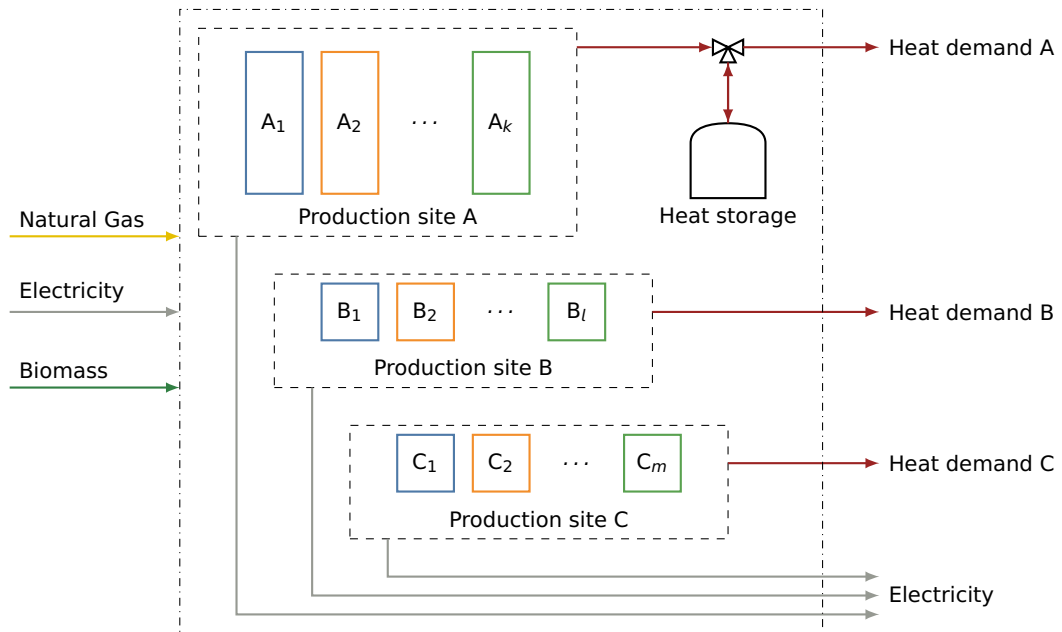 A₁ A₂ ··· Aₖ
Production site A
Heat demand A
Heat storage
Natural Gas
Electricity
Biomass
B₁ B₂ ··· Bₗ
Production site B
Heat demand B
C₁ C₂ ··· Cₘ
Production site C
Heat demand C
Electricity